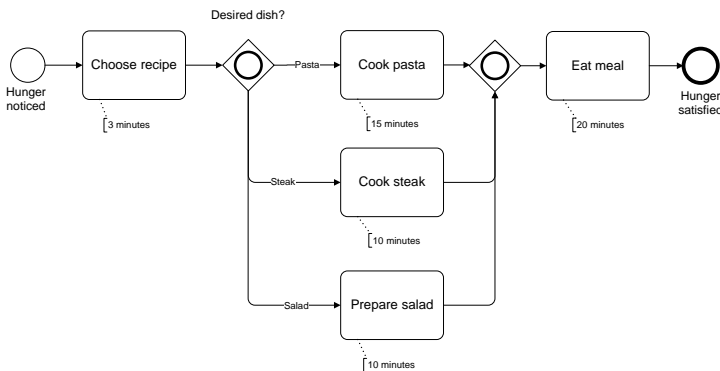 Desired dish?
Choose recipe
Pasta
Cook pasta
Eat meal
Hunger
noticed
Hunger
satisfied
3 minutes
15 minutes
20 minutes
Steak
Cook steak
10 minutes
Salad
Prepare salad
10 minutes